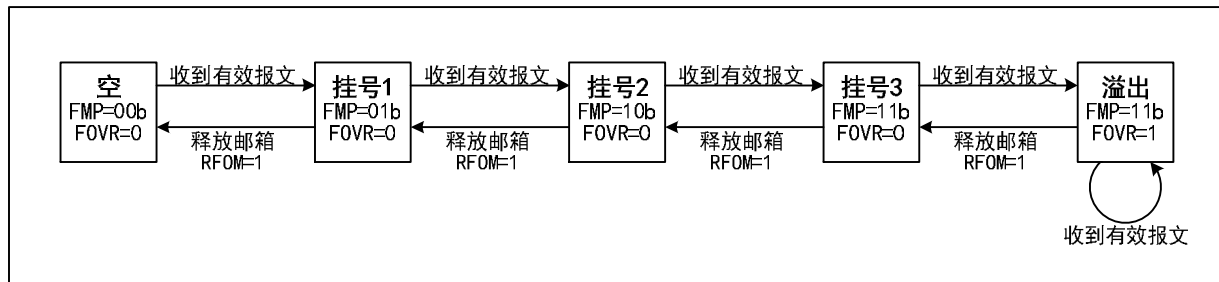 空
FMP=00b
FOVR=0
收到有效报文
释放邮箱
RFOM=1
挂号1
FMP=01b
FOVR=0
收到有效报文
释放邮箱
RFOM=1
挂号2
FMP=10b
FOVR=0
收到有效报文
释放邮箱
RFOM=1
挂号3
FMP=11b
FOVR=0
收到有效报文
释放邮箱
RFOM=1
溢出
FMP=11b
FOVR=1
收到有效报文